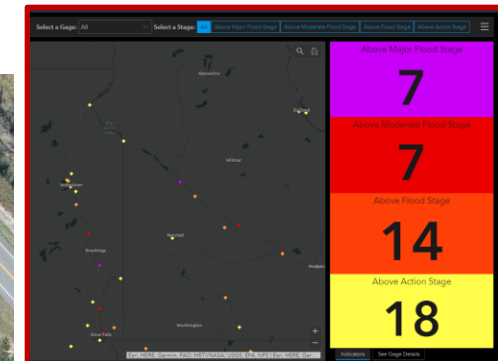 Select a Gage: All Select a Stage: All Above Major Flood Stage Above Moderate Flood Stage Above Flood Stage Above Action Stage
Above Major Flood Stage
7
Above Moderate Flood Stage
7
Above Flood Stage
14
Above Action Stage
18
Alexandria
Willmar
Watertown
Marshall
Brookings
Worthington
Sioux Falls
Esri, HERE, Garmin, FAO, METI/NASA, USGS, EPA, NPS | Esri, HERE, Gar...
Indicators See Gage Details